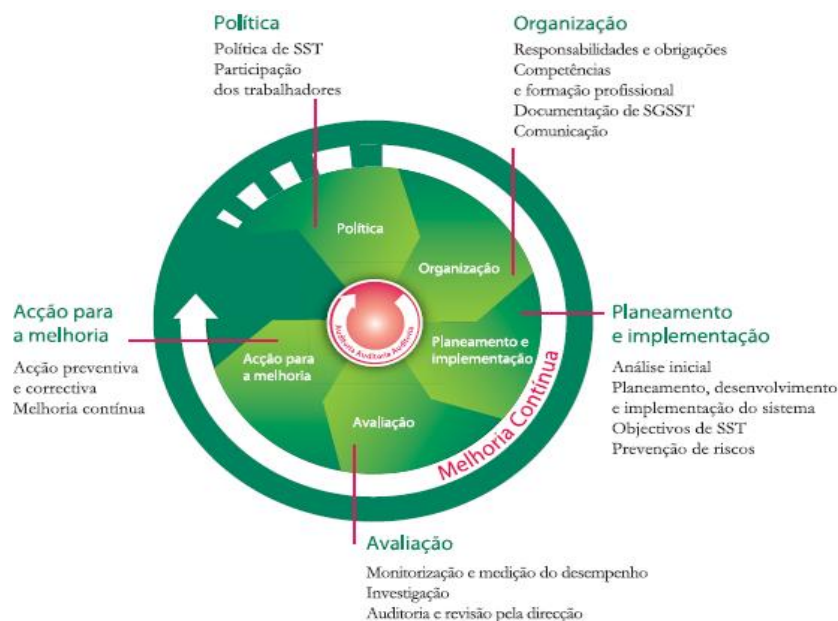 Política
Política de SST
Participação
dos trabalhadores
Organização
Responsabilidades e obrigações
Competências
e formação profissional
Documentação de SGSST
Comunicação
Política
Organização
Planeamento e
implementação
Avaliação
Acção para
a melhoria
Auditoria Auditoria Auditoria
Melhoria Contínua
Acção para
a melhoria
Acção preventiva
e correctiva
Melhoria contínua
Planeamento
e implementação
Análise inicial
Planeamento, desenvolvimento
e implementação do sistema
Objectivos de SST
Prevenção de riscos
Avaliação
Monitorização e medição do desempenho
Investigação
Auditoria e revisão pela direcção